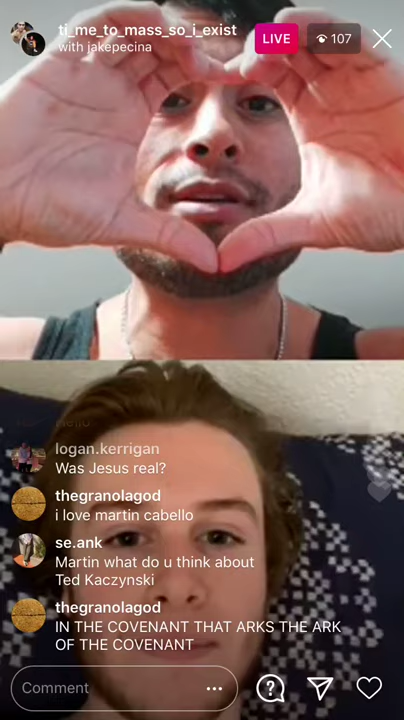 ti_me_to_mass_so_i_exist
with jakepecina
LIVE
107
Hello
logan.kerrigan
Was Jesus real?
thegranolagod
i love martin cabello
se.ank
Martin what do u think about
Ted Kaczynski
thegranolagod
IN THE COVENANT THAT ARKS THE ARK
OF THE COVENANT
Comment